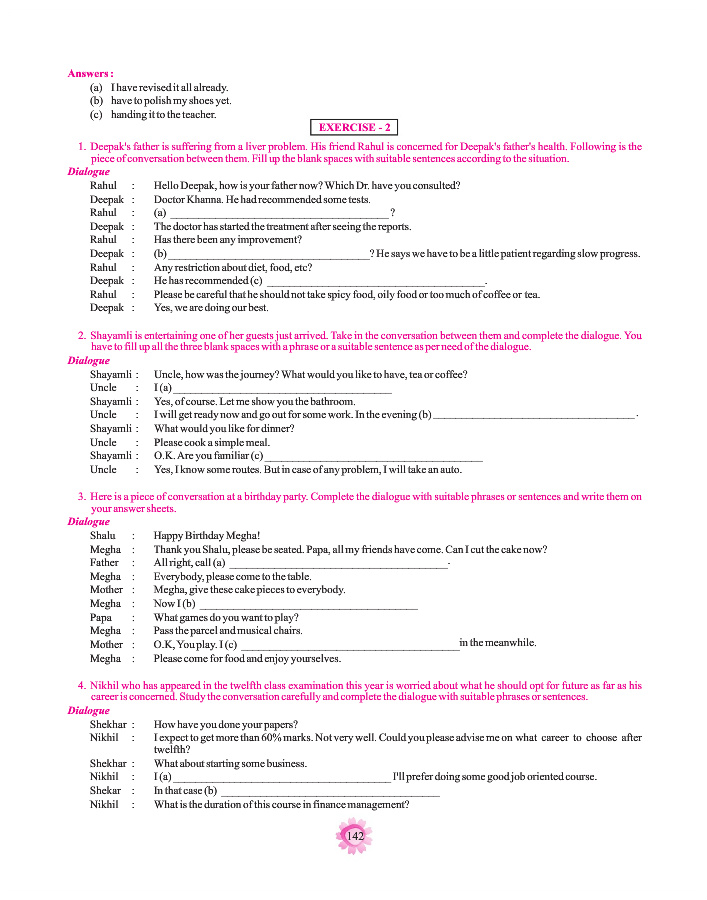 Answers :
(a) I have revised it all already.
(b) have to polish my shoes yet.
(c) handing it to the teacher.
EXERCISE - 2
1. Deepak's father is suffering from a liver problem. His friend Rahul is concerned for Deepak's father's health. Following is the
piece of conversation between them. Fill up the blank spaces with suitable sentences according to the situation.
Dialogue
Rahul : Hello Deepak, how is your father now? Which Dr. have you consulted?
Deepak : Doctor Khanna. He had recommended some tests.
Rahul : (a) ______________________________________ ?
Deepak : The doctor has started the treatment after seeing the reports.
Rahul : Has there been any improvement?
Deepak : (b) ___________________________________? He says we have to be a little patient regarding slow progress.
Rahul : Any restriction about diet, food, etc?
Deepak : He has recommended (c) ______________________________________.
Rahul : Please be careful that he should not take spicy food, oily food or too much of coffee or tea.
Deepak : Yes, we are doing our best.
2. Shayamli is entertaining one of her guests just arrived. Take in the conversation between them and complete the dialogue. You
have to fill up all the three blank spaces with a phrase or a suitable sentence as per need of the dialogue.
Dialogue
Shayamli : Uncle, how was the journey? What would you like to have, tea or coffee?
Uncle : I (a) ______________________________________
Shayamli : Yes, of course. Let me show you the bathroom.
Uncle : I will get ready now and go out for some work. In the evening (b) ___________________________________ .
Shayamli : What would you like for dinner?
Uncle : Please cook a simple meal.
Shayamli : O.K. Are you familiar (c) ______________________________________
Uncle : Yes, I know some routes. But in case of any problem, I will take an auto.
3. Here is a piece of conversation at a birthday party. Complete the dialogue with suitable phrases or sentences and write them on
your answer sheets.
Dialogue
Shalu : Happy Birthday Megha!
Megha : Thank you Shalu, please be seated. Papa, all my friends have come. Can I cut the cake now?
Father : All right, call (a) ______________________________________.
Megha : Everybody, please come to the table.
Mother : Megha, give these cake pieces to everybody.
Megha : Now I (b) ______________________________________
Papa : What games do you want to play?
Megha : Pass the parcel and musical chairs.
Mother : O.K, You play. I (c) ______________________________________ in the meanwhile.
Megha : Please come for food and enjoy yourselves.
4. Nikhil who has appeared in the twelfth class examination this year is worried about what he should opt for future as far as his
career is concerned. Study the conversation carefully and complete the dialogue with suitable phrases or sentences.
Dialogue
Shekhar : How have you done your papers?
Nikhil : I expect to get more than 60% marks. Not very well. Could you please advise me on what career to choose after
twelfth?
Shekhar : What about starting some business.
Nikhil : I (a) ______________________________________ I'll prefer doing some good job oriented course.
Shekar : In that case (b) ______________________________________
Nikhil : What is the duration of this course in finance management?
142